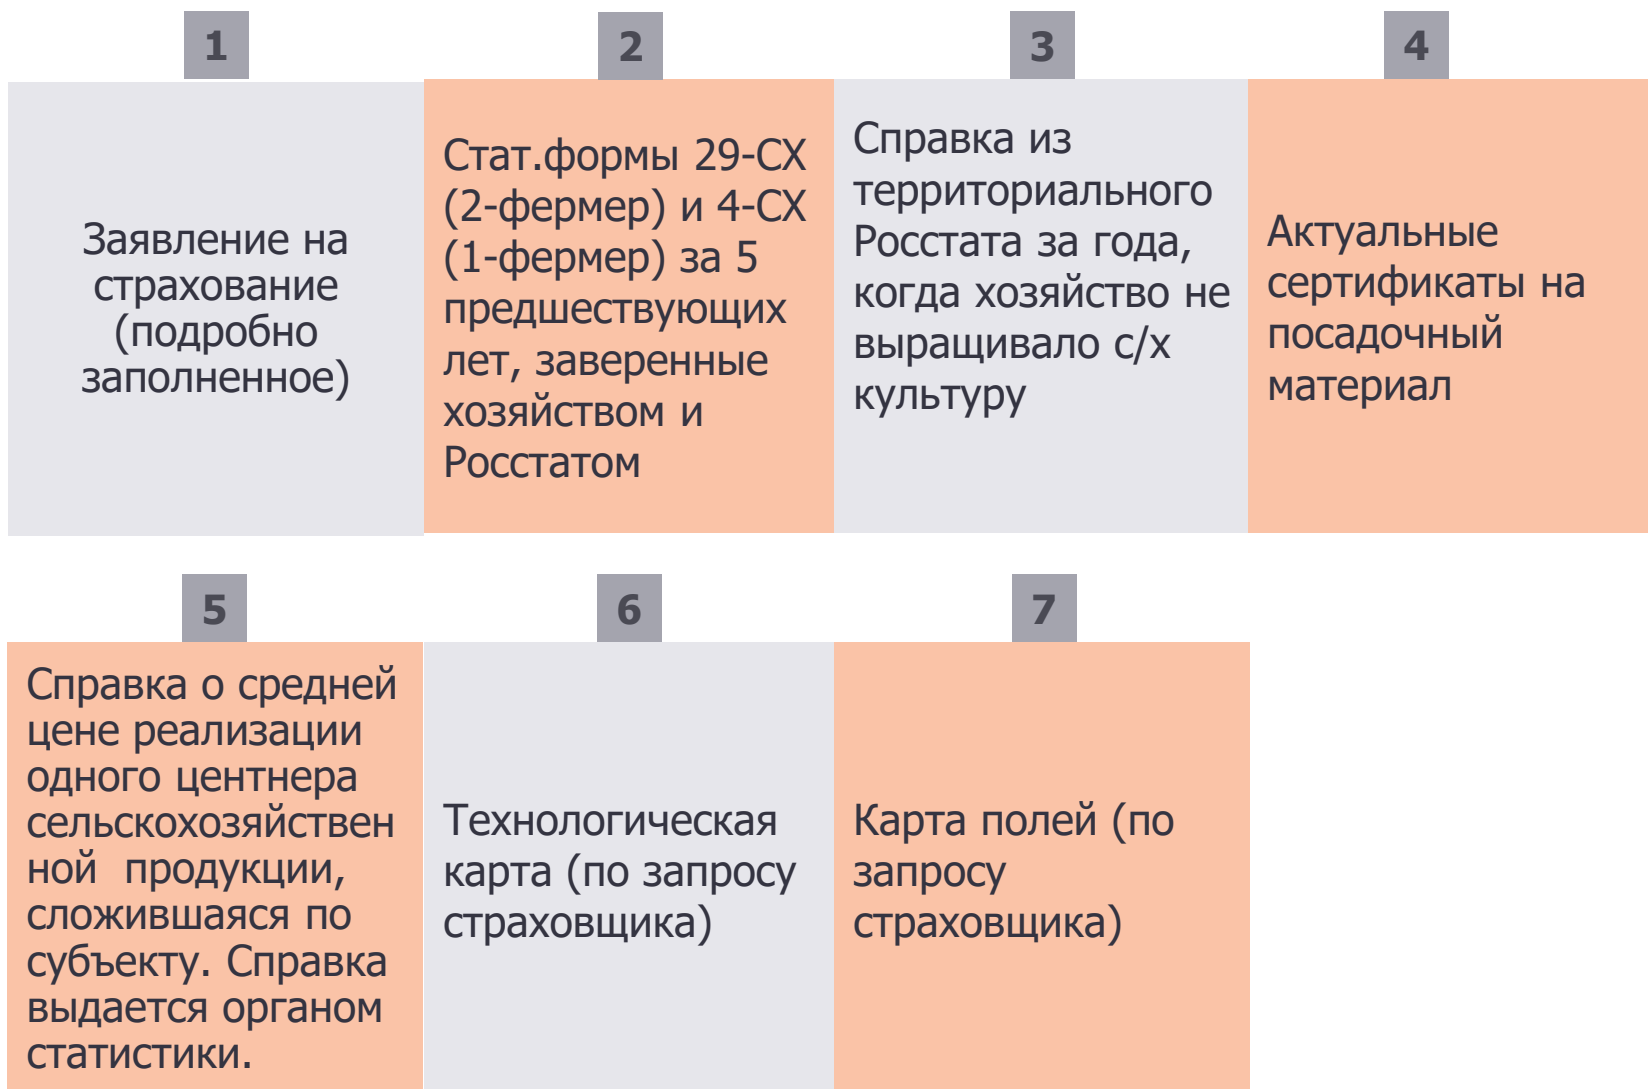 1
Заявление на
страхование
(подробно
заполненное)
2
Стат.формы 29-СХ
(2-фермер) и 4-СХ
(1-фермер) за 5
предшествующих
лет, заверенные
хозяйством и
Росстатом
3
Справка из
территориального
Росстата за года,
когда хозяйство не
выращивало с/х
культуру
4
Актуальные
сертификаты на
посадочный
материал
5
Справка о средней
цене реализации
одного центнера
сельскохозяйствен
ной  продукции,
сложившаяся по
субъекту. Справка
выдается органом
статистики.
6
Технологическая
карта (по запросу
страховщика)
7
Карта полей (по
запросу
страховщика)